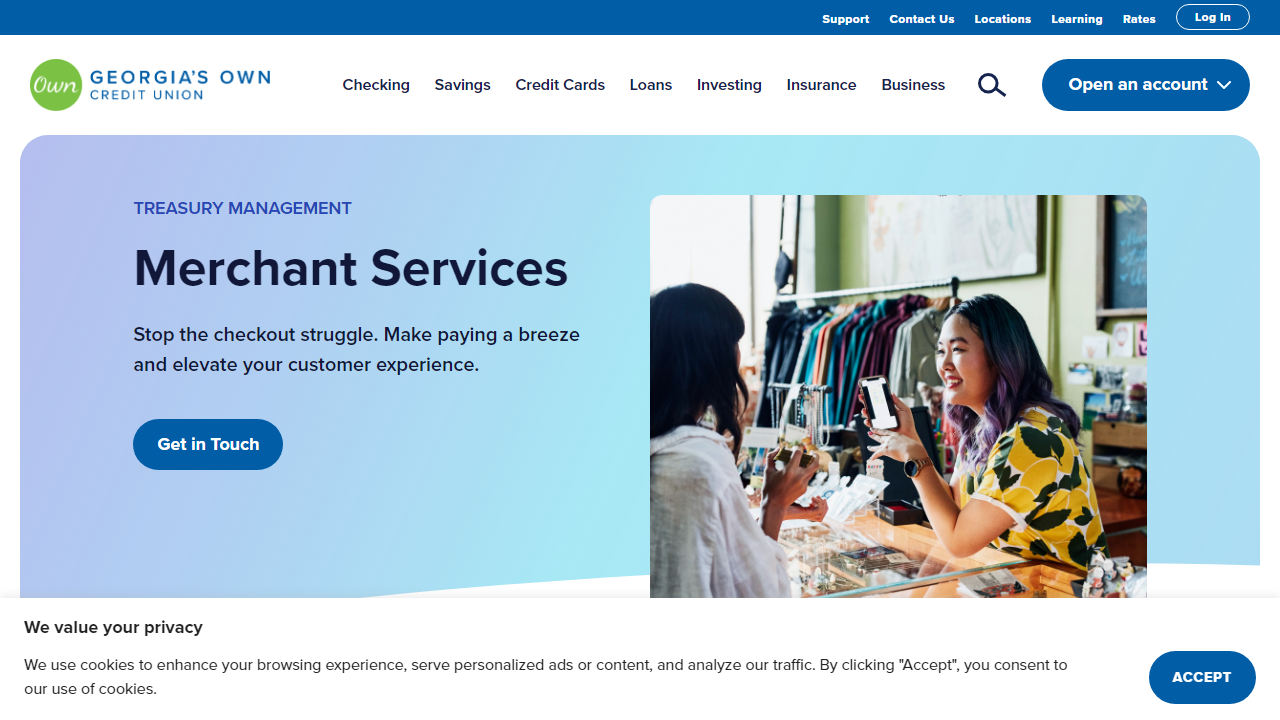 Support Contact Us Locations Learning Rates Log In
Own GEORGIA'S OWN
CREDIT UNION
Checking Savings Credit Cards Loans Investing Insurance Business Open an account
TREASURY MANAGEMENT
Merchant Services
Stop the checkout struggle. Make paying a breeze
and elevate your customer experience.
Get in Touch
We value your privacy
We use cookies to enhance your browsing experience, serve personalized ads or content, and analyze our traffic. By clicking "Accept", you consent to
our use of cookies.
ACCEPT